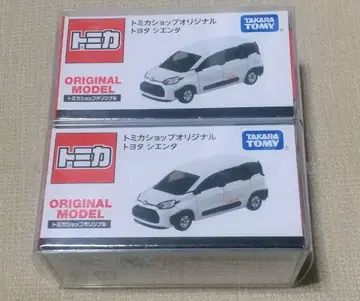 トミカ
ORIGINAL
MODEL
トミカショップオリジナル
トミカショップオリジナル
トヨタ シエンタ
TAKARA
TOMY
トミカ
ORIGINAL
MODEL
トミカショップオリジナル
トミカショップオリジナル
トヨタ シエンタ
TAKARA
TOMY